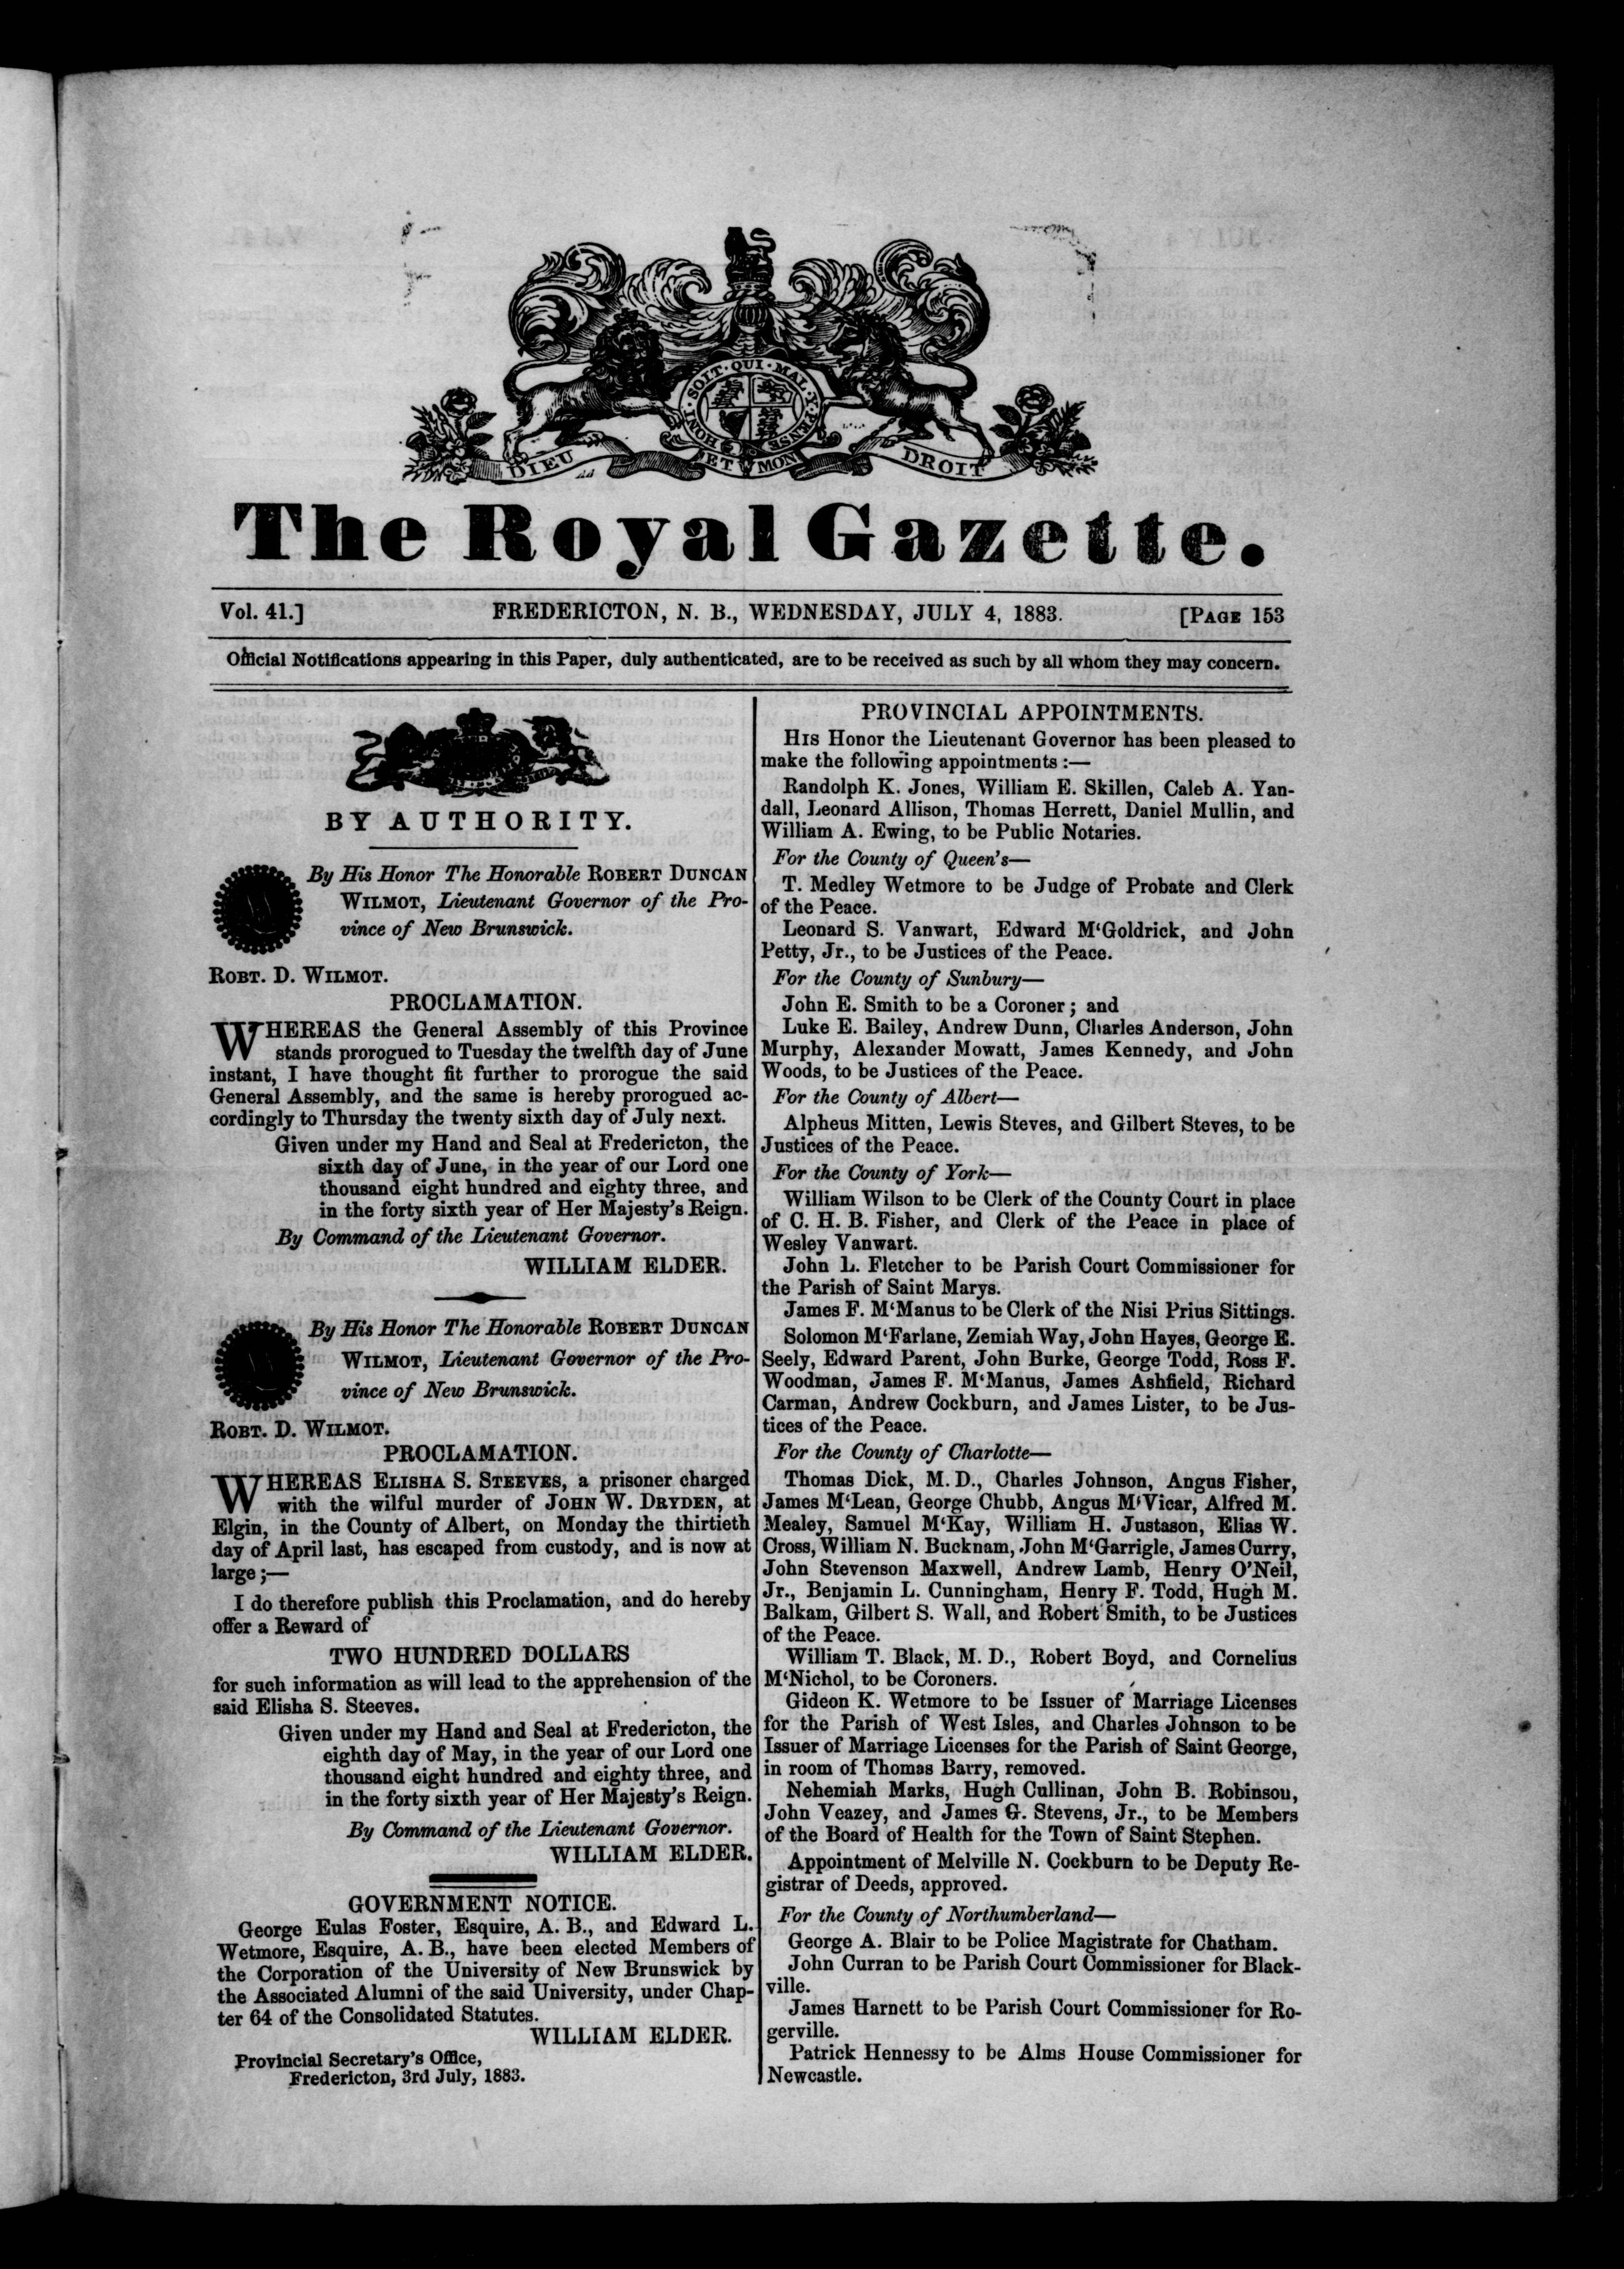 HONI · SOIT · QUI · MAL · Y · PENSE
DIEU ET MON DROIT
The Royal Gazette.
Vol. 41.] FREDERICTON, N. B., WEDNESDAY, JULY 4, 1883. [PAGE 153
Official Notifications appearing in this Paper, duly authenticated, are to be received as such by all whom they may concern.
BY AUTHORITY.
By His Honor The Honorable ROBERT DUNCAN
WILMOT, Lieutenant Governor of the Pro-
vince of New Brunswick.
ROBT. D. WILMOT.
PROCLAMATION.
WHEREAS the General Assembly of this Province
stands prorogued to Tuesday the twelfth day of June
instant, I have thought fit further to prorogue the said
General Assembly, and the same is hereby prorogued ac-
cordingly to Thursday the twenty sixth day of July next.
Given under my Hand and Seal at Fredericton, the
sixth day of June, in the year of our Lord one
thousand eight hundred and eighty three, and
in the forty sixth year of Her Majesty's Reign.
By Command of the Lieutenant Governor.
WILLIAM ELDER.
By His Honor The Honorable ROBERT DUNCAN
WILMOT, Lieutenant Governor of the Pro-
vince of New Brunswick.
ROBT. D. WILMOT.
PROCLAMATION.
WHEREAS ELISHA S. STEEVES, a prisoner charged
with the wilful murder of JOHN W. DRYDEN, at
Elgin, in the County of Albert, on Monday the thirtieth
day of April last, has escaped from custody, and is now at
large ;—
I do therefore publish this Proclamation, and do hereby
offer a Reward of
TWO HUNDRED DOLLARS
for such information as will lead to the apprehension of the
said Elisha S. Steeves.
Given under my Hand and Seal at Fredericton, the
eighth day of May, in the year of our Lord one
thousand eight hundred and eighty three, and
in the forty sixth year of Her Majesty's Reign.
By Command of the Lieutenant Governor.
WILLIAM ELDER.
GOVERNMENT NOTICE.
George Eulas Foster, Esquire, A. B., and Edward L.
Wetmore, Esquire, A. B., have been elected Members of
the Corporation of the University of New Brunswick by
the Associated Alumni of the said University, under Chap-
ter 64 of the Consolidated Statutes.
WILLIAM ELDER.
Provincial Secretary's Office,
Fredericton, 3rd July, 1883.
PROVINCIAL APPOINTMENTS.
HIS Honor the Lieutenant Governor has been pleased to
make the following appointments :—
Randolph K. Jones, William E. Skillen, Caleb A. Yan-
dall, Leonard Allison, Thomas Herrett, Daniel Mullin, and
William A. Ewing, to be Public Notaries.
For the County of Queen's—
T. Medley Wetmore to be Judge of Probate and Clerk
of the Peace.
Leonard S. Vanwart, Edward M'Goldrick, and John
Petty, Jr., to be Justices of the Peace.
For the County of Sunbury—
John E. Smith to be a Coroner ; and
Luke E. Bailey, Andrew Dunn, Charles Anderson, John
Murphy, Alexander Mowatt, James Kennedy, and John
Woods, to be Justices of the Peace.
For the County of Albert—
Alpheus Mitten, Lewis Steves, and Gilbert Steves, to be
Justices of the Peace.
For the County of York—
William Wilson to be Clerk of the County Court in place
of C. H. B. Fisher, and Clerk of the Peace in place of
Wesley Vanwart.
John L. Fletcher to be Parish Court Commissioner for
the Parish of Saint Marys.
James F. M'Manus to be Clerk of the Nisi Prius Sittings.
Solomon M'Farlane, Zemiah Way, John Hayes, George E.
Seely, Edward Parent, John Burke, George Todd, Ross F.
Woodman, James F. M'Manus, James Ashfield, Richard
Carman, Andrew Cockburn, and James Lister, to be Jus-
tices of the Peace.
For the County of Charlotte—
Thomas Dick, M. D., Charles Johnson, Angus Fisher,
James M'Lean, George Chubb, Angus M'Vicar, Alfred M.
Mealey, Samuel M'Kay, William H. Justason, Elias W.
Cross, William N. Bucknam, John M'Garrigle, James Curry,
John Stevenson Maxwell, Andrew Lamb, Henry O'Neil,
Jr., Benjamin L. Cunningham, Henry F. Todd, Hugh M.
Balkam, Gilbert S. Wall, and Robert Smith, to be Justices
of the Peace.
William T. Black, M. D., Robert Boyd, and Cornelius
M'Nichol, to be Coroners.
Gideon K. Wetmore to be Issuer of Marriage Licenses
for the Parish of West Isles, and Charles Johnson to be
Issuer of Marriage Licenses for the Parish of Saint George,
in room of Thomas Barry, removed.
Nehemiah Marks, Hugh Cullinan, John B. Robinson,
John Veazey, and James G. Stevens, Jr., to be Members
of the Board of Health for the Town of Saint Stephen.
Appointment of Melville N. Cockburn to be Deputy Re-
gistrar of Deeds, approved.
For the County of Northumberland—
George A. Blair to be Police Magistrate for Chatham.
John Curran to be Parish Court Commissioner for Black-
ville.
James Harnett to be Parish Court Commissioner for Ro-
gerville.
Patrick Hennessy to be Alms House Commissioner for
Newcastle.